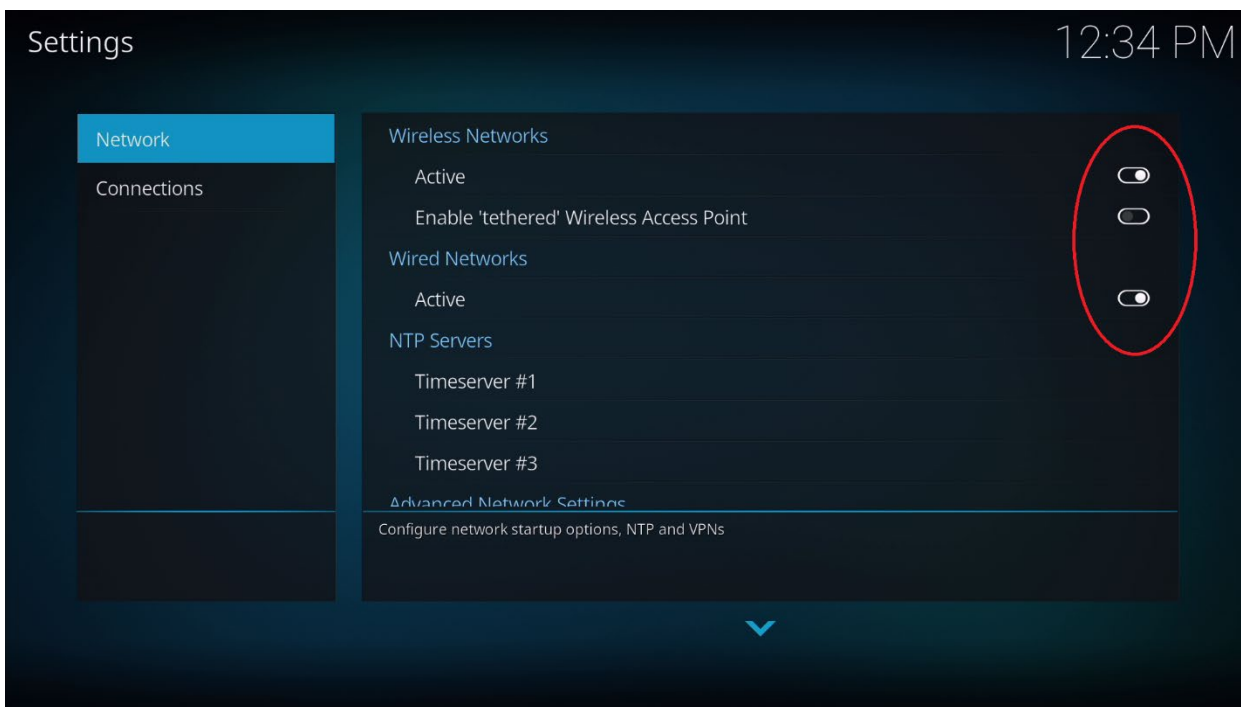 Settings
12:34 PM
Network
Connections
Wireless Networks
Active
Enable 'tethered' Wireless Access Point
Wired Networks
Active
NTP Servers
Timeserver #1
Timeserver #2
Timeserver #3
Advanced Network Settings
Configure network startup options, NTP and VPNs